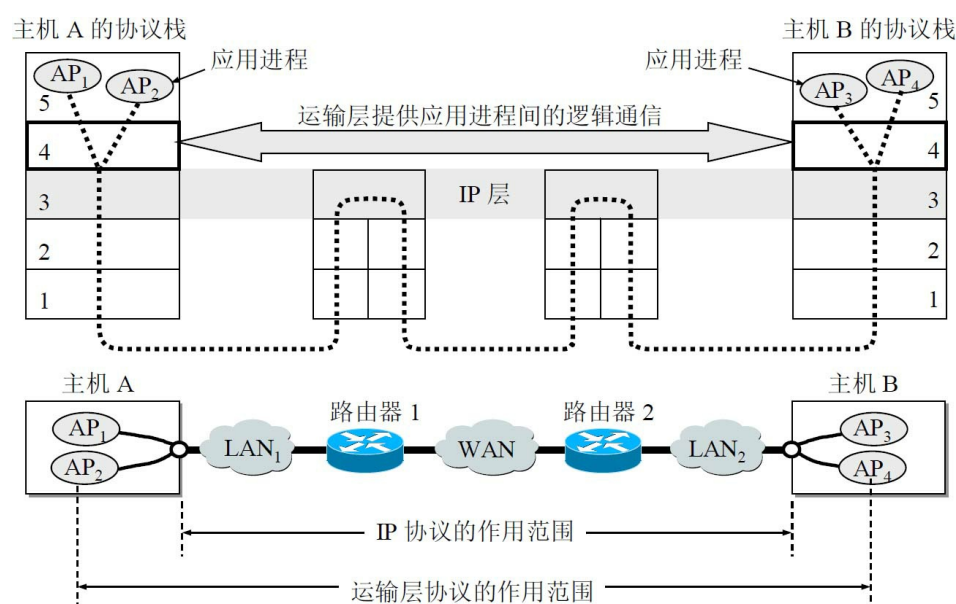 主机 A 的协议栈
主机 B 的协议栈
AP1
AP2
应用进程
应用进程
AP3
AP4
5
5
运输层提供应用进程间的逻辑通信
4
4
3
IP 层
3
2
2
1
1
主机 A
主机 B
AP1
AP2
LAN1
路由器 1
WAN
路由器 2
LAN2
AP3
AP4
IP 协议的作用范围
运输层协议的作用范围